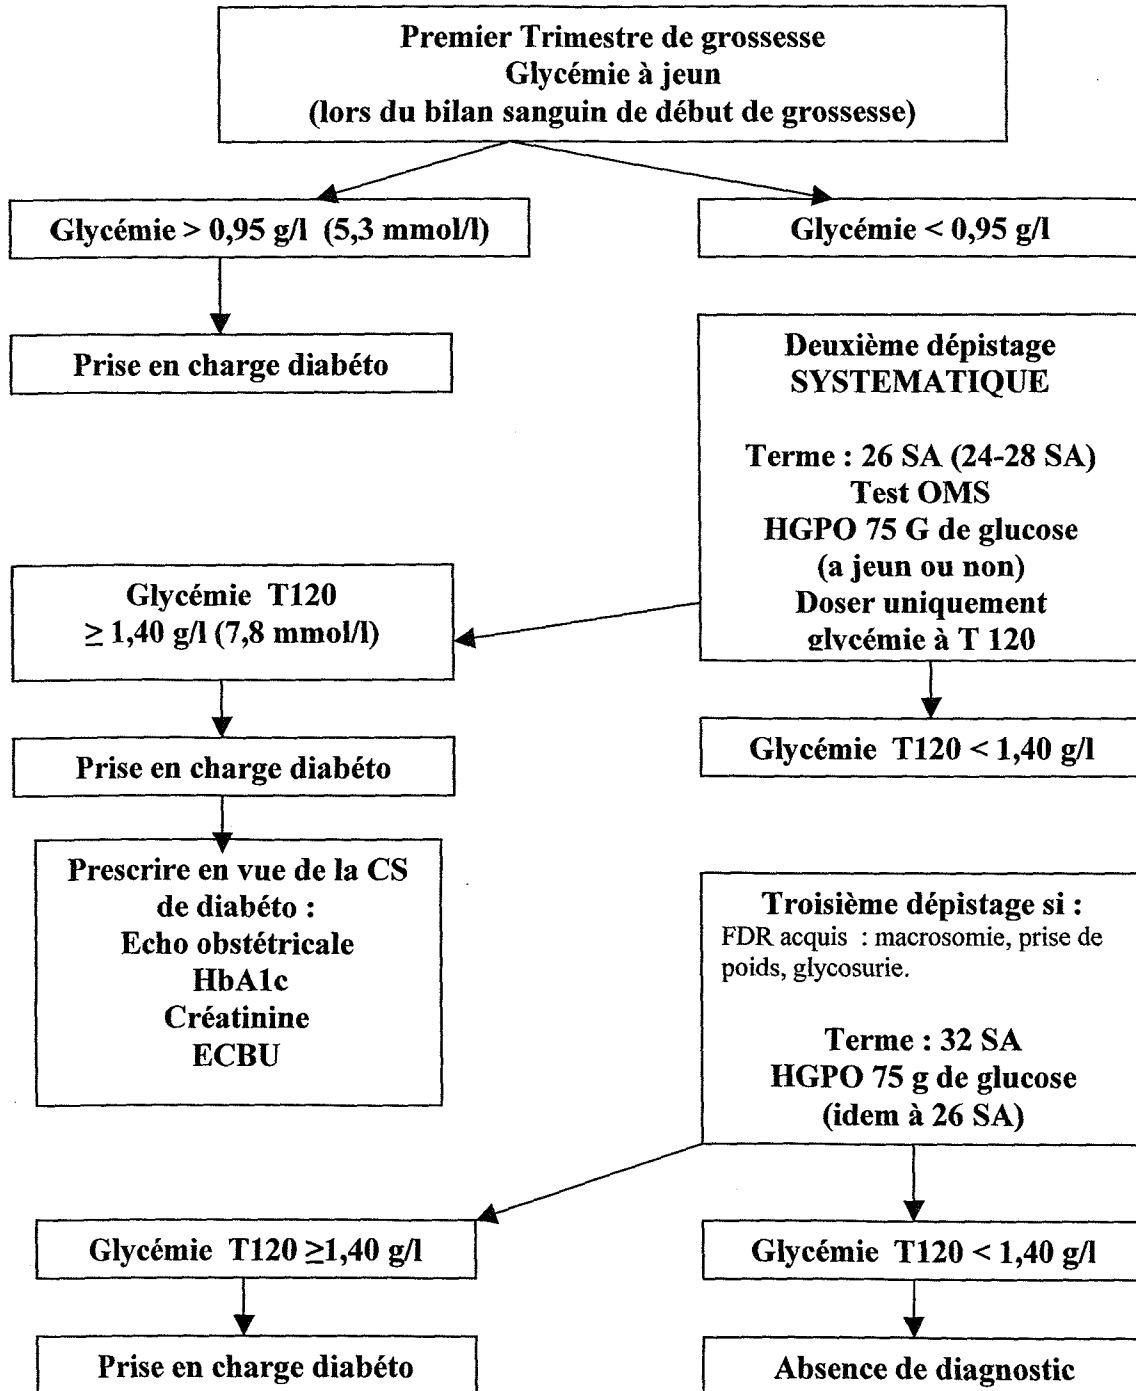 Premier Trimestre de grossesse
Glycémie à jeun
(lors du bilan sanguin de début de grossesse)
Glycémie > 0,95 g/l (5,3 mmol/l)
Glycémie < 0,95 g/l
Prise en charge diabéto
Deuxième dépistage
SYSTEMATIQUE
Terme : 26 SA (24-28 SA)
Test OMS
HGPO 75 G de glucose
(a jeun ou non)
Doser uniquement
glycémie à T 120
Glycémie T120
≥ 1,40 g/l (7,8 mmol/l)
Glycémie T120 < 1,40 g/l
Prise en charge diabéto
Prescrire en vue de la CS
de diabéto :
Echo obstétricale
HbA1c
Créatinine
ECBU
Troisième dépistage si :
FDR acquis : macrosomie, prise de
poids, glycosurie.
Terme : 32 SA
HGPO 75 g de glucose
(idem à 26 SA)
Glycémie T120 ≥1,40 g/l
Glycémie T120 < 1,40 g/l
Prise en charge diabéto
Absence de diagnostic